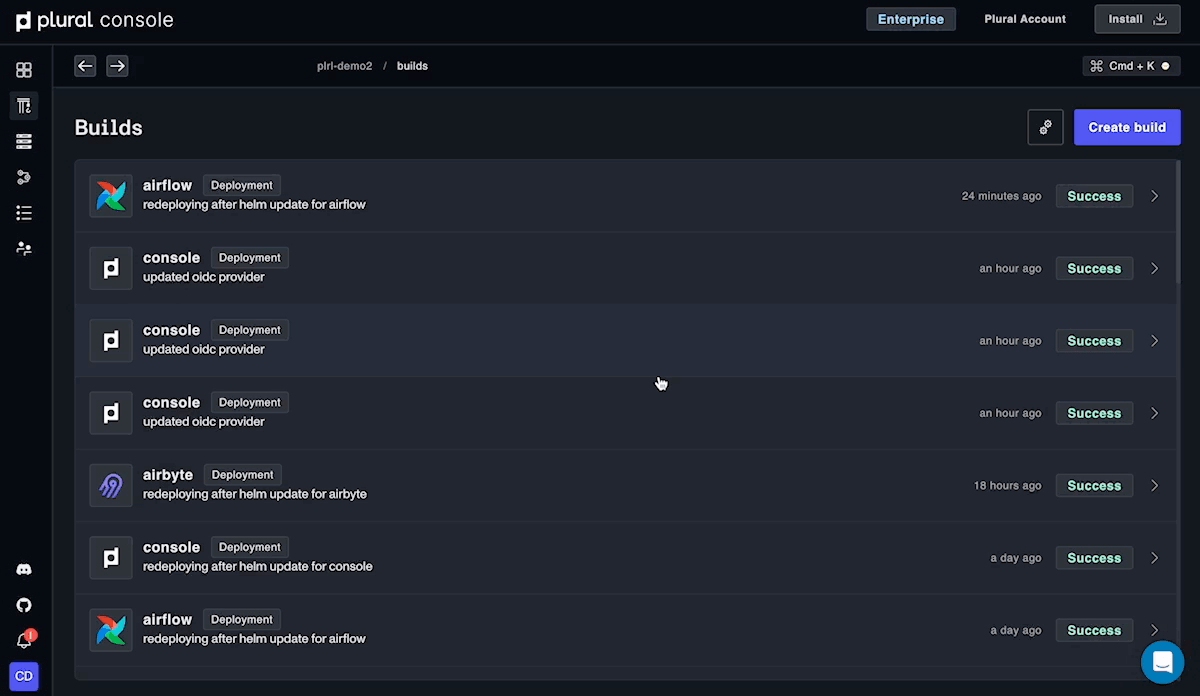 plural console
Enterprise
Plural Account
Install
plrl-demo2 / builds
⌘ Cmd + K
Builds
Create build
airflow Deployment
redeploying after helm update for airflow
24 minutes ago
Success
console Deployment
updated oidc provider
an hour ago
Success
console Deployment
updated oidc provider
an hour ago
Success
console Deployment
updated oidc provider
an hour ago
Success
airbyte Deployment
redeploying after helm update for airbyte
18 hours ago
Success
console Deployment
redeploying after helm update for console
a day ago
Success
airflow Deployment
redeploying after helm update for airflow
a day ago
Success
!
CD